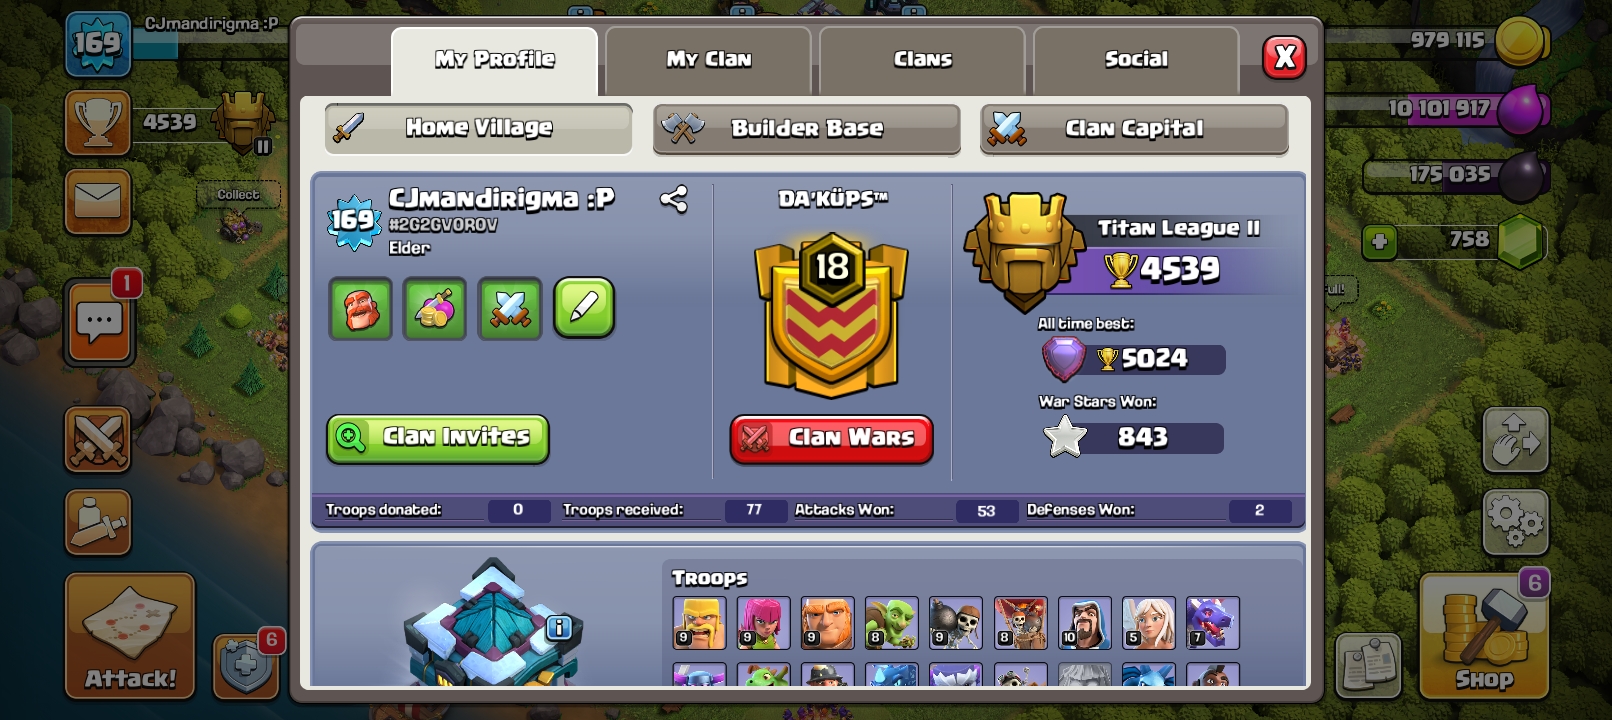 169
CJmandirigma :P
My Profile
My Clan
Clans
Social
X
979 115
4539
Home Village
Builder Base
Clan Capital
10 101 917
175 035
Collect
CJmandirigma :P
169
#2G2GV0R0V
Elder
DA'KÜPS™
18
Titan League II
4539
758
1
All time best:
5024
War Stars Won:
843
Clan Invites
Clan Wars
Troops donated: 0
Troops received: 77
Attacks Won: 53
Defenses Won: 2
Troops
9
9
9
8
9
8
10
5
7
i
Attack!
6
6
Shop